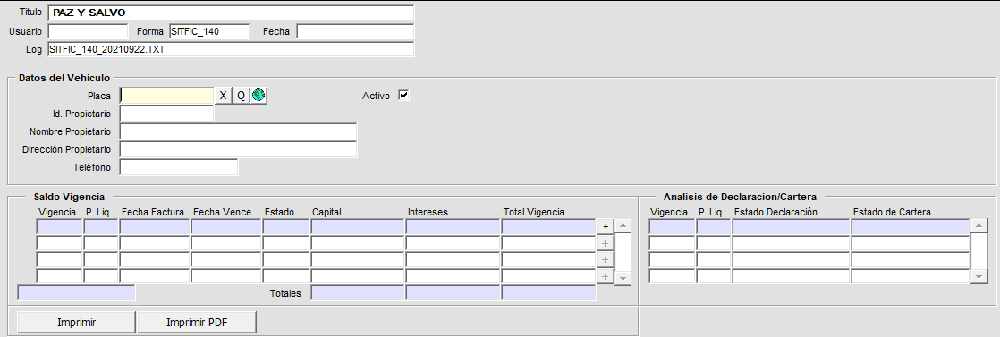 Titulo PAZ Y SALVO
Usuario Forma SITFIC_140 Fecha
Log SITFIC_140_20210922.TXT
Datos del Vehiculo
Placa X Q Activo
Id. Propietario
Nombre Propietario
Dirección Propietario
Teléfono
Saldo Vigencia
Vigencia P. Liq. Fecha Factura Fecha Vence Estado Capital Intereses Total Vigencia
+
+
+
+
Totales
Analisis de Declaracion/Cartera
Vigencia P. Liq. Estado Declaración Estado de Cartera
Imprimir Imprimir PDF